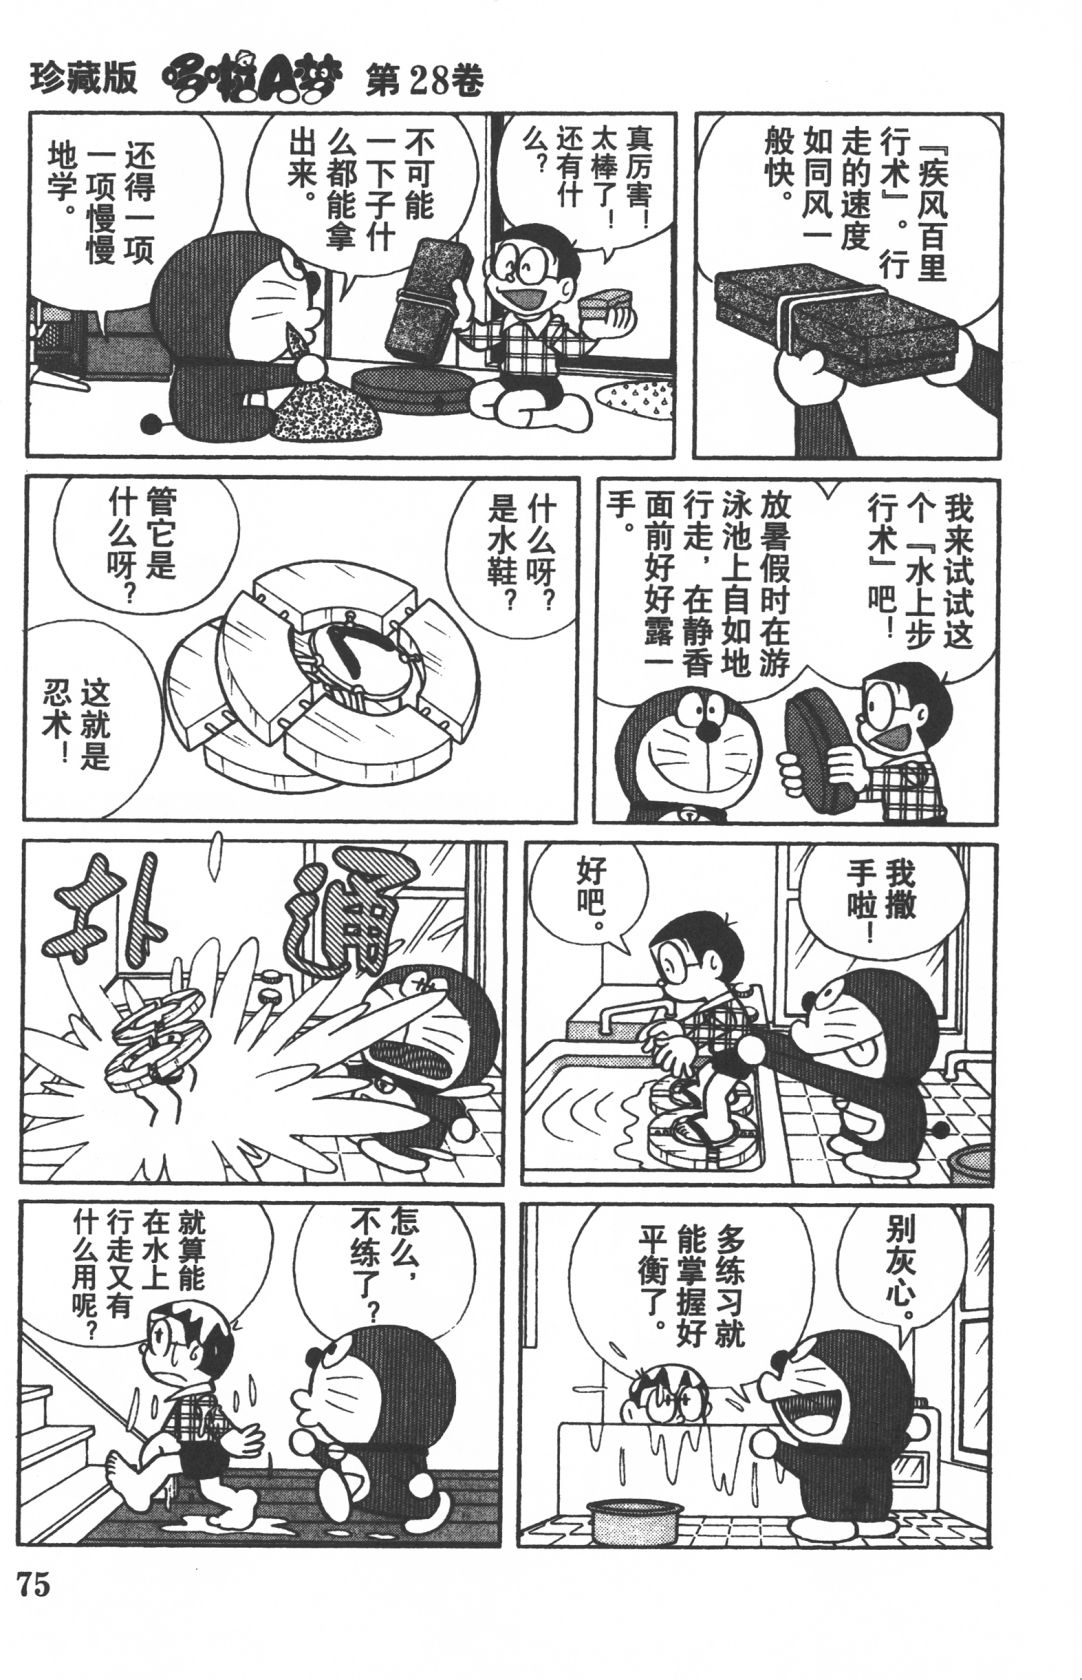 珍藏版 哆啦A梦 第28卷
『疾风百里
行术』。行
走的速度
如同风一
般快。
真厉害！
太棒了！
还有什
么？
不可能
一下子什
么都能拿
出来。
还得一项
一项慢慢
地学。
我来试试这
个『水上步
行术』吧！
放暑假时在游
泳池上自如地
行走，在静香
面前好好露一
手。
什么呀？
是水鞋？
管它是
什么呀？
这就是
忍术！
我撒
手啦！
好吧。
扑通
别灰心。
多练习就
能掌握好
平衡了。
怎么，
不练了？
就算能
在水上
行走又有
什么用呢？
75